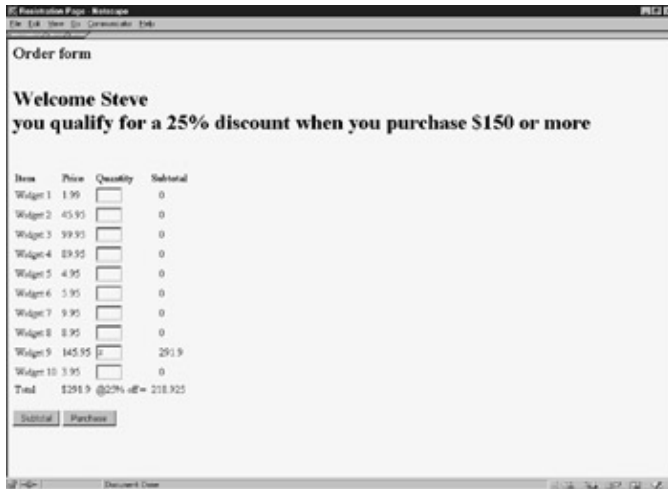 Registration Page - Netscape
File Edit View Go Communicator Help
Order form
Welcome Steve
you qualify for a 25% discount when you purchase $150 or more
Item Price Quantity Subtotal
Widget 1 1.99 0
Widget 2 45.95 0
Widget 3 99.95 0
Widget 4 89.95 0
Widget 5 4.95 0
Widget 6 5.95 0
Widget 7 9.95 0
Widget 8 8.95 0
Widget 9 145.95 2 291.9
Widget 10 3.95 0
Total $291.9 @25% off = 218.925
Subtotal Purchase
Document Done